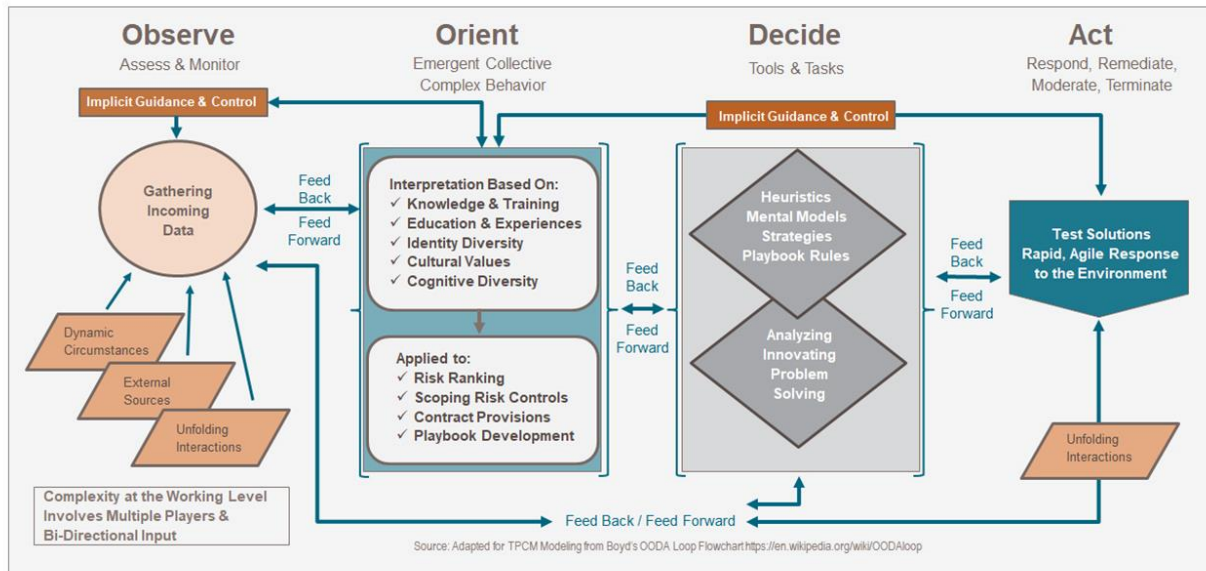 Observe
Assess & Monitor
Orient
Emergent Collective
Complex Behavior
Decide
Tools & Tasks
Act
Respond, Remediate,
Moderate, Terminate
Implicit Guidance & Control
Implicit Guidance & Control
Gathering
Incoming
Data
Feed
Back
Feed
Forward
Interpretation Based On:
✓ Knowledge & Training
✓ Education & Experiences
✓ Identity Diversity
✓ Cultural Values
✓ Cognitive Diversity
Applied to:
✓ Risk Ranking
✓ Scoping Risk Controls
✓ Contract Provisions
✓ Playbook Development
Feed
Back
Feed
Forward
Heuristics
Mental Models
Strategies
Playbook Rules
Analyzing
Innovating
Problem
Solving
Feed
Back
Feed
Forward
Test Solutions
Rapid, Agile Response
to the Environment
Dynamic
Circumstances
External
Sources
Unfolding
Interactions
Unfolding
Interactions
Complexity at the Working Level
Involves Multiple Players &
Bi-Directional Input
Feed Back / Feed Forward
Source: Adapted for TPCM Modeling from Boyd's OODA Loop Flowchart https://en.wikipedia.org/wiki/OODAloop